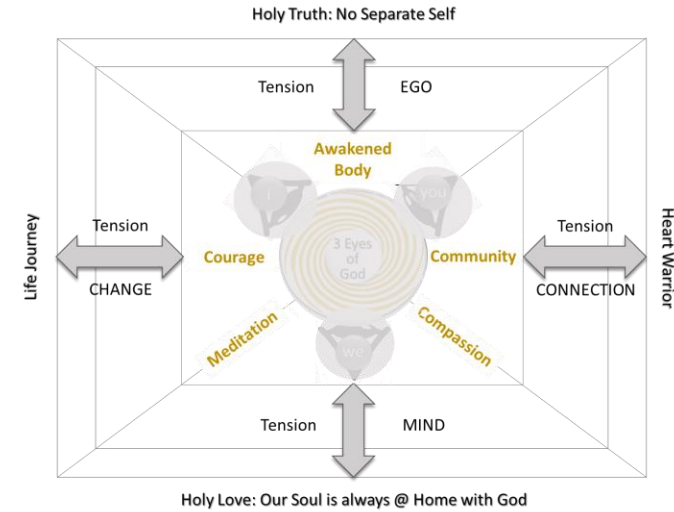 Holy Truth: No Separate Self
Tension EGO
Awakened
Body
I
you
Life Journey
Tension
CHANGE
Courage
3 Eyes
of
God
Community
Tension
CONNECTION
Heart Warrior
Meditation
we
Compassion
Tension MIND
Holy Love: Our Soul is always @ Home with God